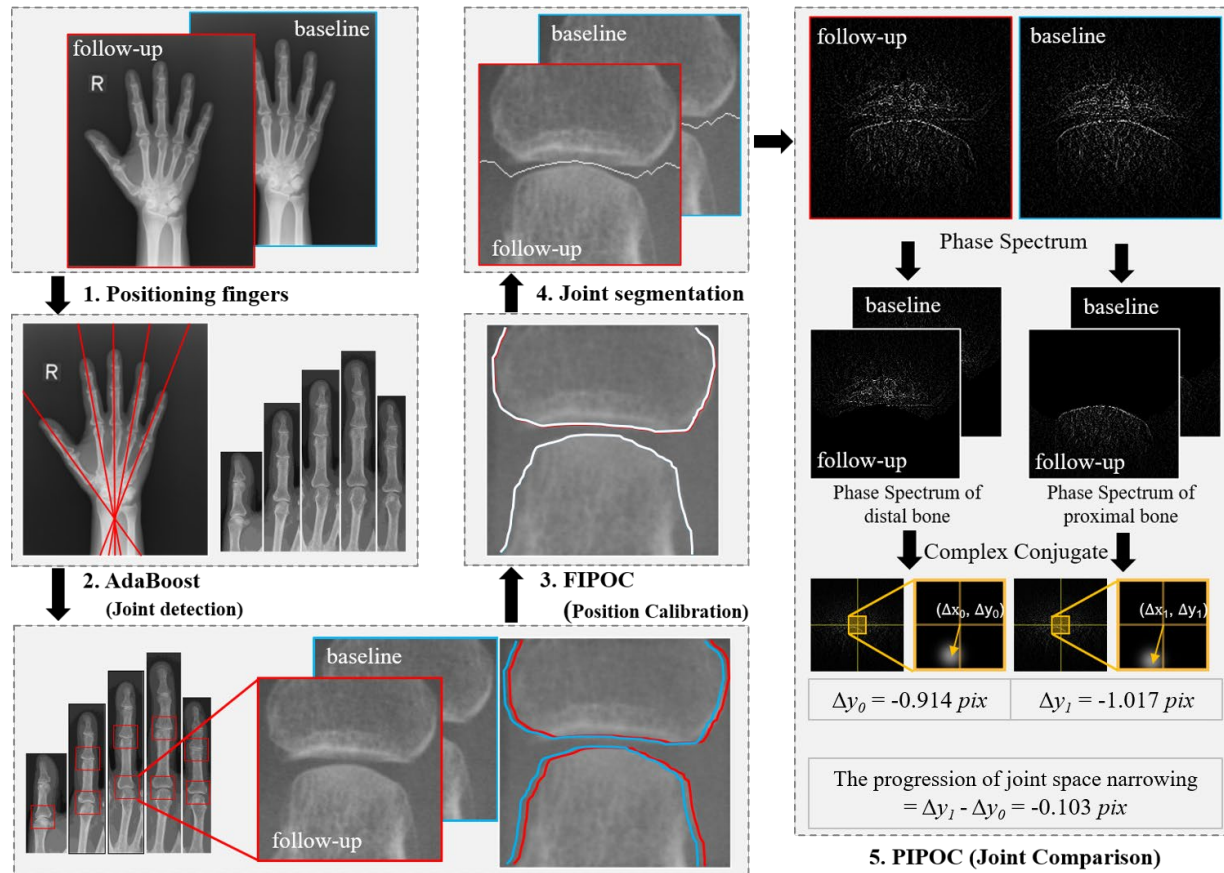 follow-up
baseline
R
1. Positioning fingers
R
2. AdaBoost
(Joint detection)
baseline
follow-up
3. FIPOC
(Position Calibration)
4. Joint segmentation
baseline
follow-up
follow-up
baseline
Phase Spectrum
baseline
follow-up
baseline
follow-up
Phase Spectrum of
distal bone
Phase Spectrum of
proximal bone
Complex Conjugate
(Δx₀, Δy₀)
(Δx₁, Δy₁)
Δy₀ = -0.914 pix
Δy₁ = -1.017 pix
The progression of joint space narrowing
= Δy₁ - Δy₀ = -0.103 pix
5. PIPOC (Joint Comparison)